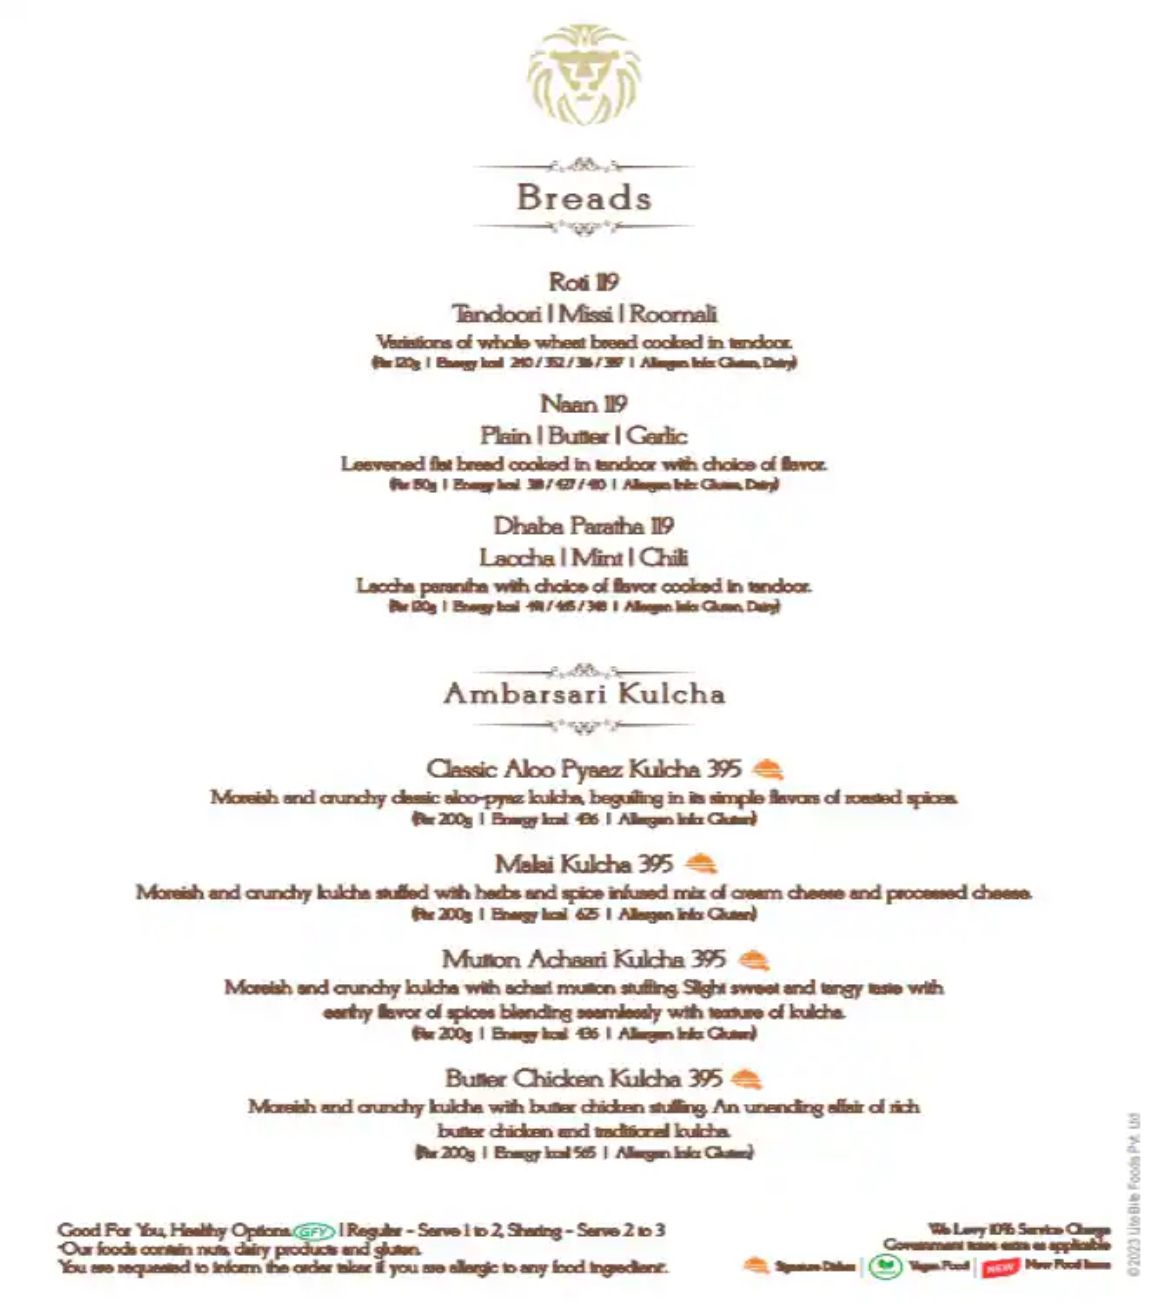 Breads
Roti 119
Tandoori | Missi | Roomali
Variations of whole wheat bread cooked in tandoor.
(Per 120g | Energy kcal 240 / 352 / 316 / 387 | Allergen Info: Gluten, Dairy)
Naan 119
Plain | Butter | Garlic
Leavened flat bread cooked in tandoor with choice of flavor.
(Per 150g | Energy kcal / 427 / 410 | Allergen Info: Gluten, Dairy)
Dhaba Paratha 119
Laccha | Mint | Chili
Laccha parantha with choice of flavor cooked in tandoor.
(Per 120g | Energy kcal / 465 / 348 | Allergen Info: Gluten, Dairy)
Ambarsari Kulcha
Classic Aloo Pyaaz Kulcha 395
Moreish and crunchy classic aloo-pyaz kulcha, beguiling in its simple flavors of roasted spices.
(Per 200g | Energy kcal 436 | Allergen Info: Gluten)
Malai Kulcha 395
Moreish and crunchy kulcha stuffed with herbs and spice infused mix of cream cheese and processed cheese.
(Per 200g | Energy kcal 625 | Allergen Info: Gluten)
Mutton Achaari Kulcha 395
Moreish and crunchy kulcha with achari mutton stuffing. Slight sweet and tangy taste with
earthy flavor of spices blending seamlessly with texture of kulcha.
(Per 200g | Energy kcal 436 | Allergen Info: Gluten)
Butter Chicken Kulcha 395
Moreish and crunchy kulcha with butter chicken stuffing. An unending affair of rich
butter chicken and traditional kulcha.
(Per 200g | Energy kcal 565 | Allergen Info: Gluten)
Good For You, Healthy Options GFY | Regular - Serve 1 to 2, Sharing - Serve 2 to 3
*Our foods contain nuts, dairy products and gluten.
You are requested to inform the order taker if you are allergic to any food ingredient*.
We Levy 10% Service Charge
Government taxes extra as applicable
Signature Dishes | Vegan Food | NEW New Food Items
©2023 LiteBite Foods Pvt. Ltd